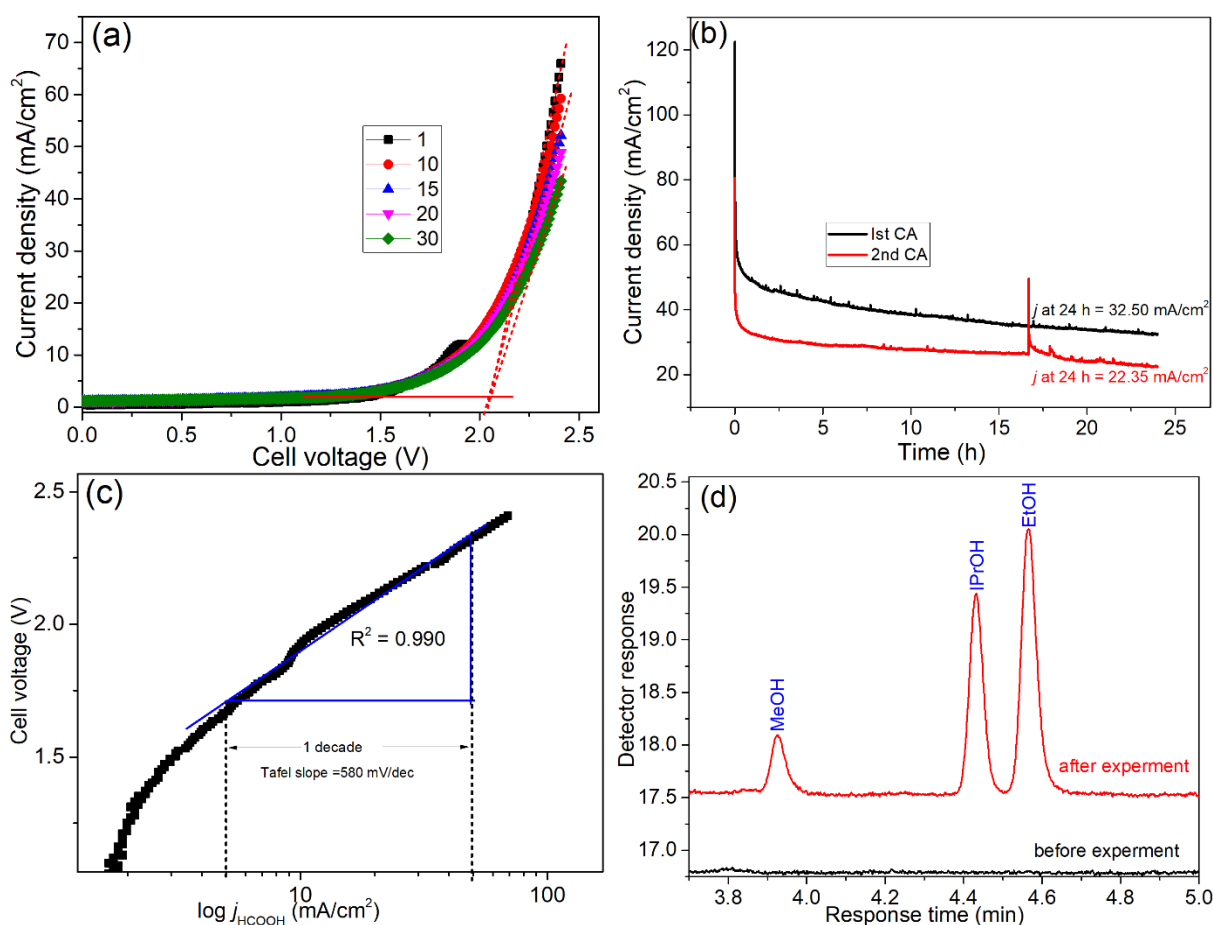 (a)
Current density (mA/cm²)
70
60
50
40
30
20
10
0
1
10
15
20
30
0.0 0.5 1.0 1.5 2.0 2.5
Cell voltage (V)
(b)
Current density (mA/cm²)
120
100
80
60
40
20
Ist CA
2nd CA
j at 24 h = 32.50 mA/cm²
j at 24 h = 22.35 mA/cm²
0 5 10 15 20 25
Time (h)
(c)
Cell voltage (V)
2.5
2.0
1.5
R² = 0.990
1 decade
Tafel slope =580 mV/dec
10 100
log jHCOOH (mA/cm²)
(d)
Detector response
20.5
20.0
19.5
19.0
18.5
18.0
17.5
17.0
MeOH
IPrOH
EtOH
after experment
before experment
3.8 4.0 4.2 4.4 4.6 4.8 5.0
Response time (min)